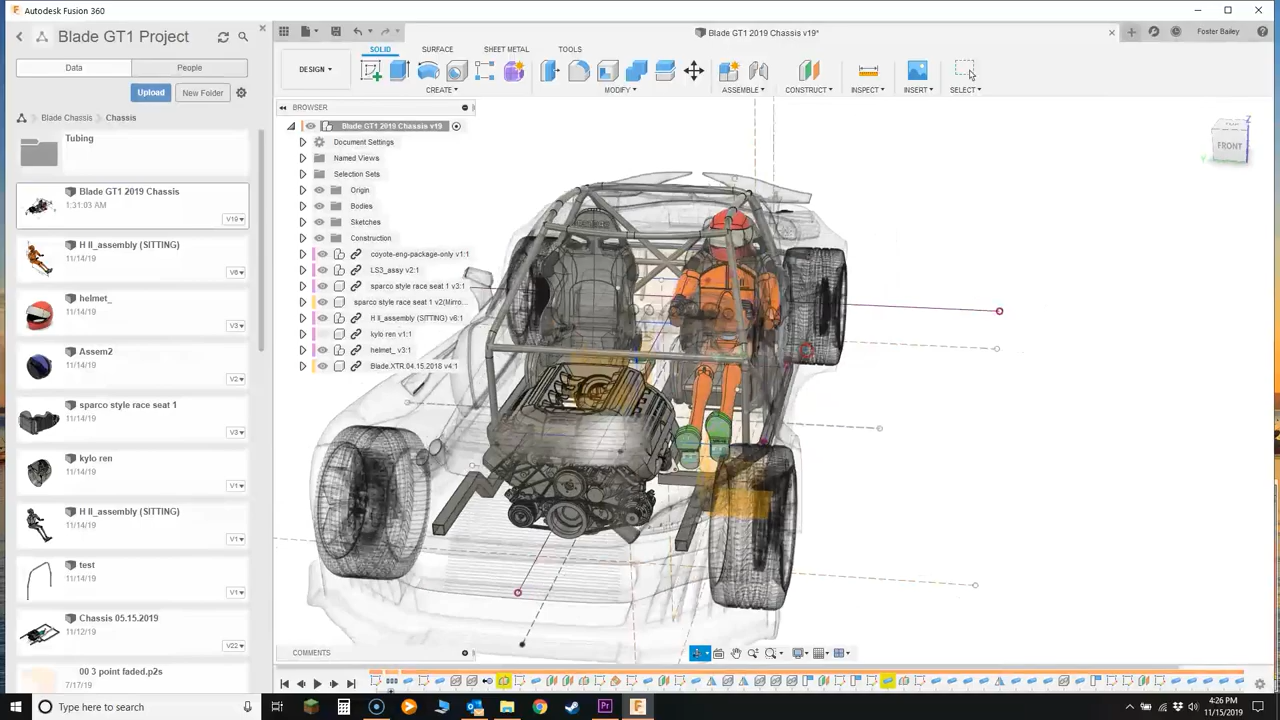 Autodesk Fusion 360
Blade GT1 Project
Data People
Upload New Folder
Blade Chassis Chassis
Tubing
Blade GT1 2019 Chassis
1:31:03 AM
V19
H II_assembly (SITTING)
11/14/19
V6
helmet_
11/14/19
V3
Assem2
11/14/19
V2
sparco style race seat 1
11/14/19
V3
kylo ren
11/14/19
V1
H II_assembly (SITTING)
11/14/19
V1
test
11/14/19
V1
Chassis 05.15.2019
11/12/19
V22
00 3 point faded.p2s
7/17/19
Blade GT1 2019 Chassis v19*
Foster Bailey
SOLID SURFACE SHEET METAL TOOLS
DESIGN
CREATE MODIFY ASSEMBLE CONSTRUCT INSPECT INSERT SELECT
BROWSER
Blade GT1 2019 Chassis v19
Document Settings
Named Views
Selection Sets
Origin
Bodies
Sketches
Construction
coyote-eng-package-only v1:1
LS3_assy v2:1
sparco style race seat 1 v3:1
sparco style race seat 1 v2(Mirro...
H II_assembly (SITTING) v6:1
kylo ren v1:1
helmet_ v3:1
Blade.XTR.04.15.2018 v4:1
TOP
FRONT
Z
COMMENTS
Type here to search
4:26 PM
11/15/2019